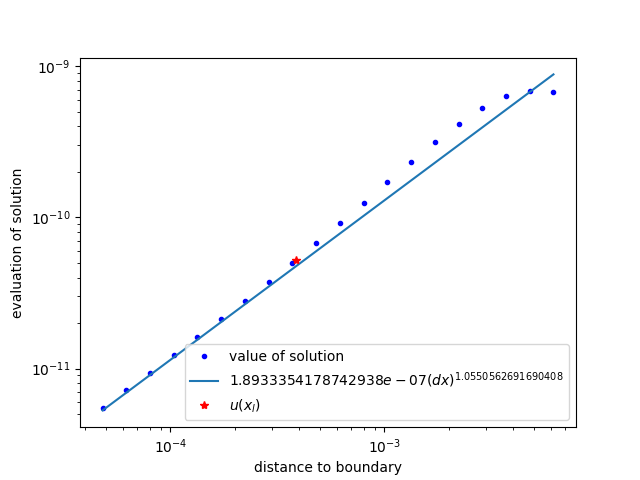 10⁻⁹
10⁻¹⁰
10⁻¹¹
evaluation of solution
value of solution
1.8933354178742938e − 07(dx)^1.0550562691690408
u(x_l)
10⁻⁴
10⁻³
distance to boundary